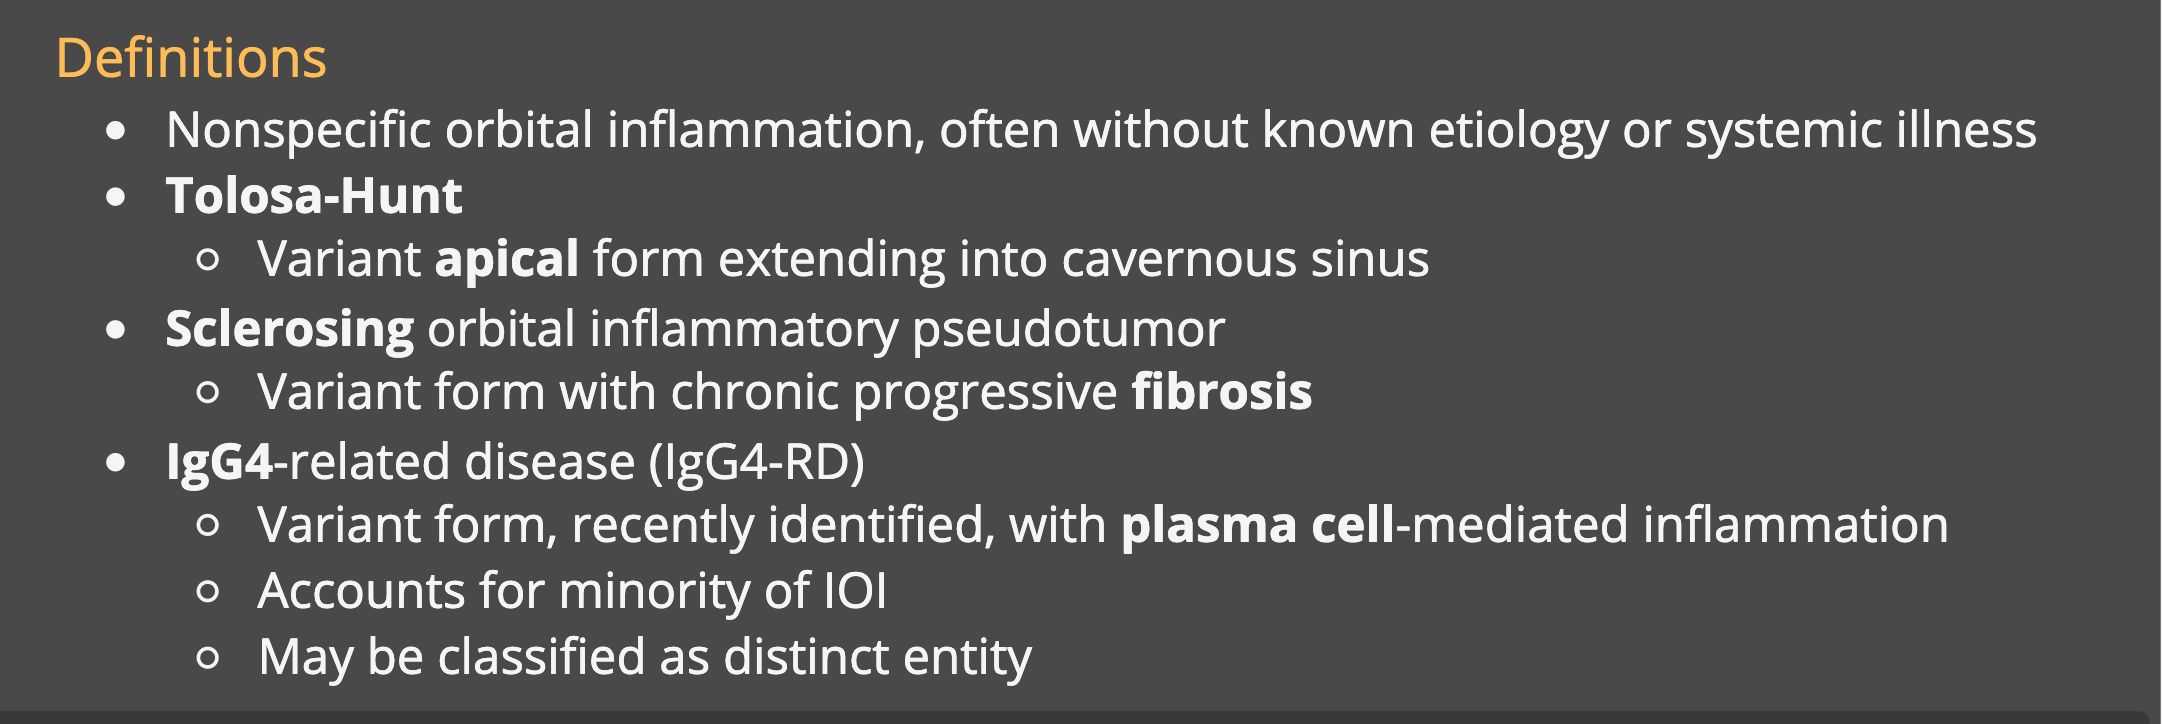 Definitions
• Nonspecific orbital inflammation, often without known etiology or systemic illness
• Tolosa-Hunt
○ Variant apical form extending into cavernous sinus
• Sclerosing orbital inflammatory pseudotumor
○ Variant form with chronic progressive fibrosis
• IgG4-related disease (IgG4-RD)
○ Variant form, recently identified, with plasma cell-mediated inflammation
○ Accounts for minority of IOI
○ May be classified as distinct entity